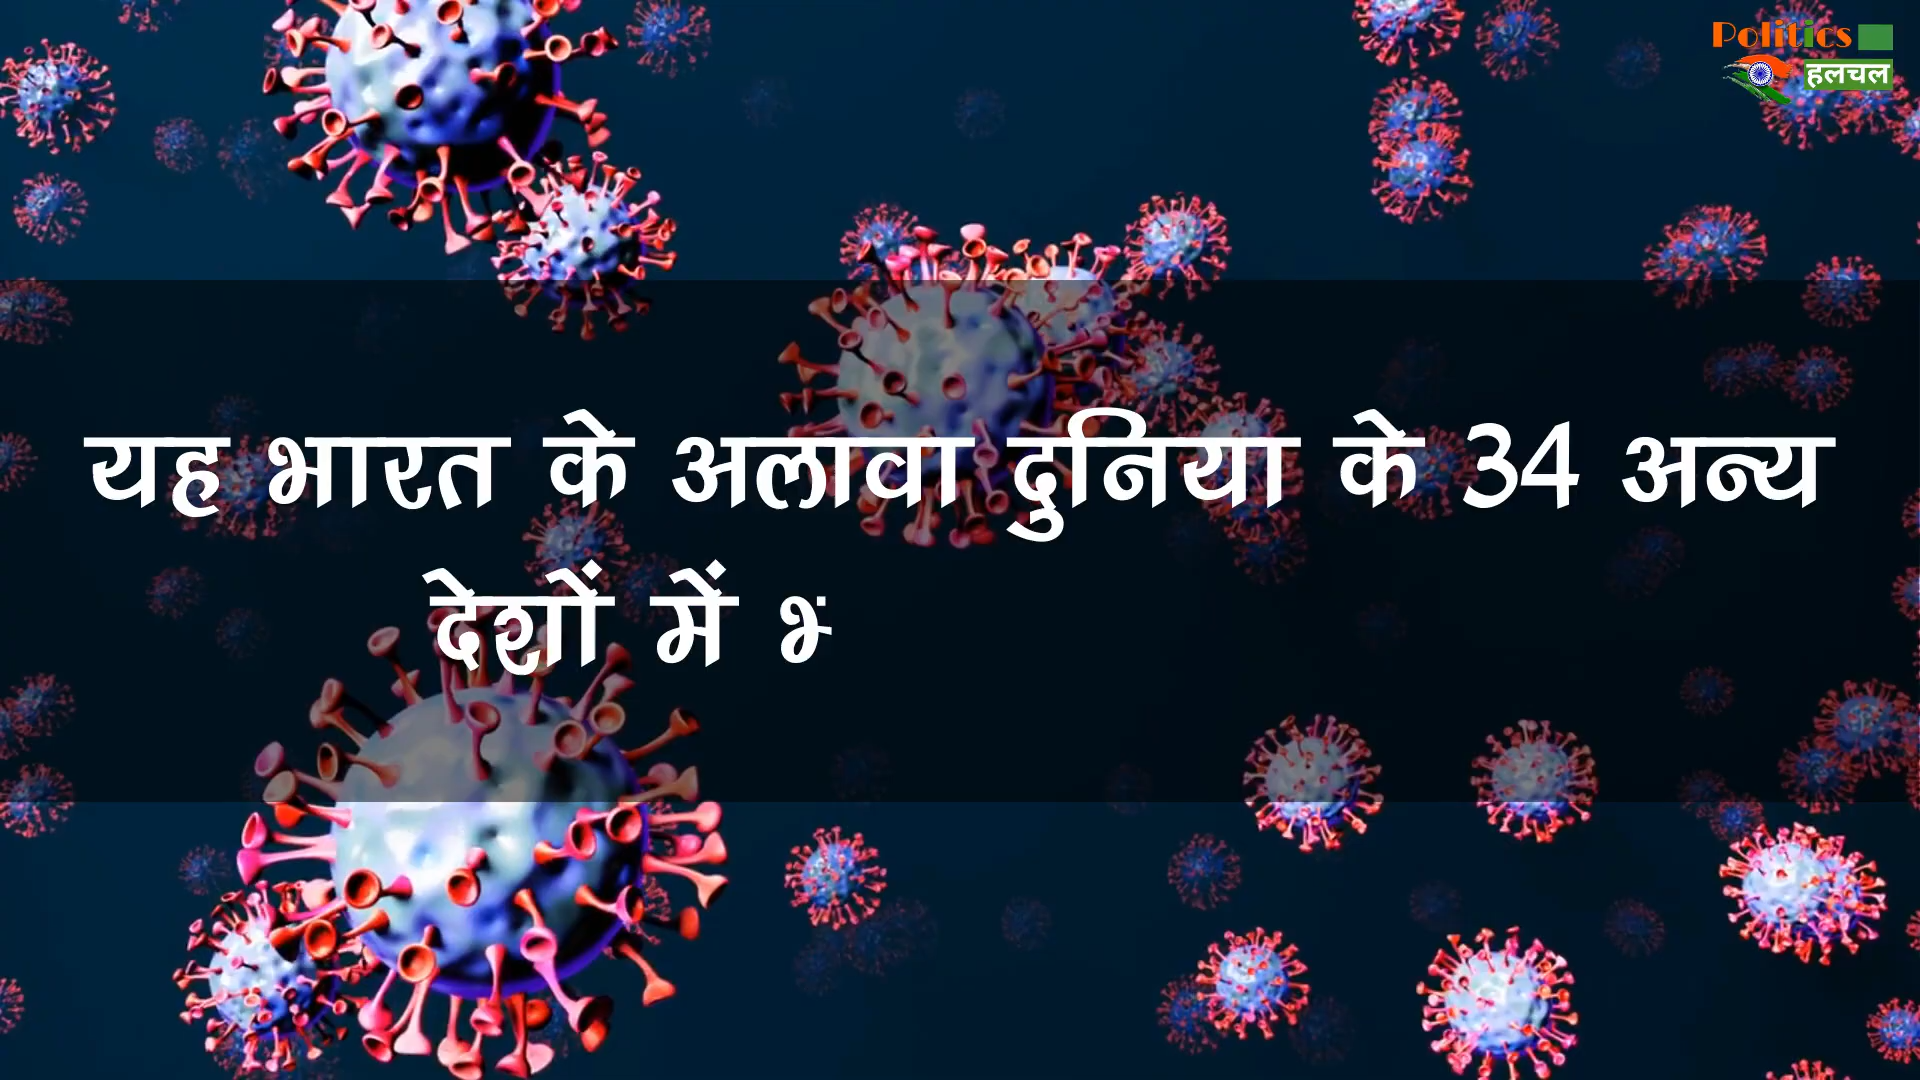 Politics
हलचल
यह भारत के अलावा दुनिया के 34 अन्य
देशों में